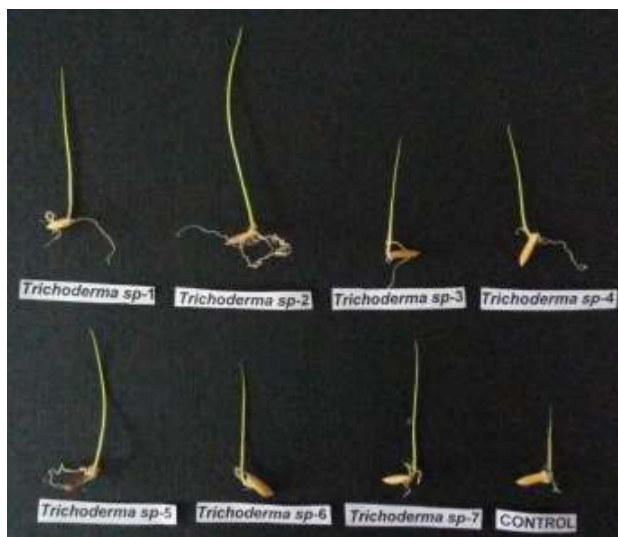 Trichoderma sp-1
Trichoderma sp-2
Trichoderma sp-3
Trichoderma sp-4
Trichoderma sp-5
Trichoderma sp-6
Trichoderma sp-7
CONTROL